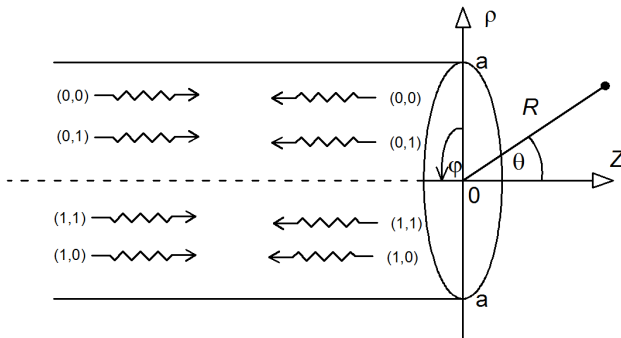 ρ
a
(0,0) (0,0)
R
(0,1) (0,1)
φ θ Z
0
(1,1) (1,1)
(1,0) (1,0)
a